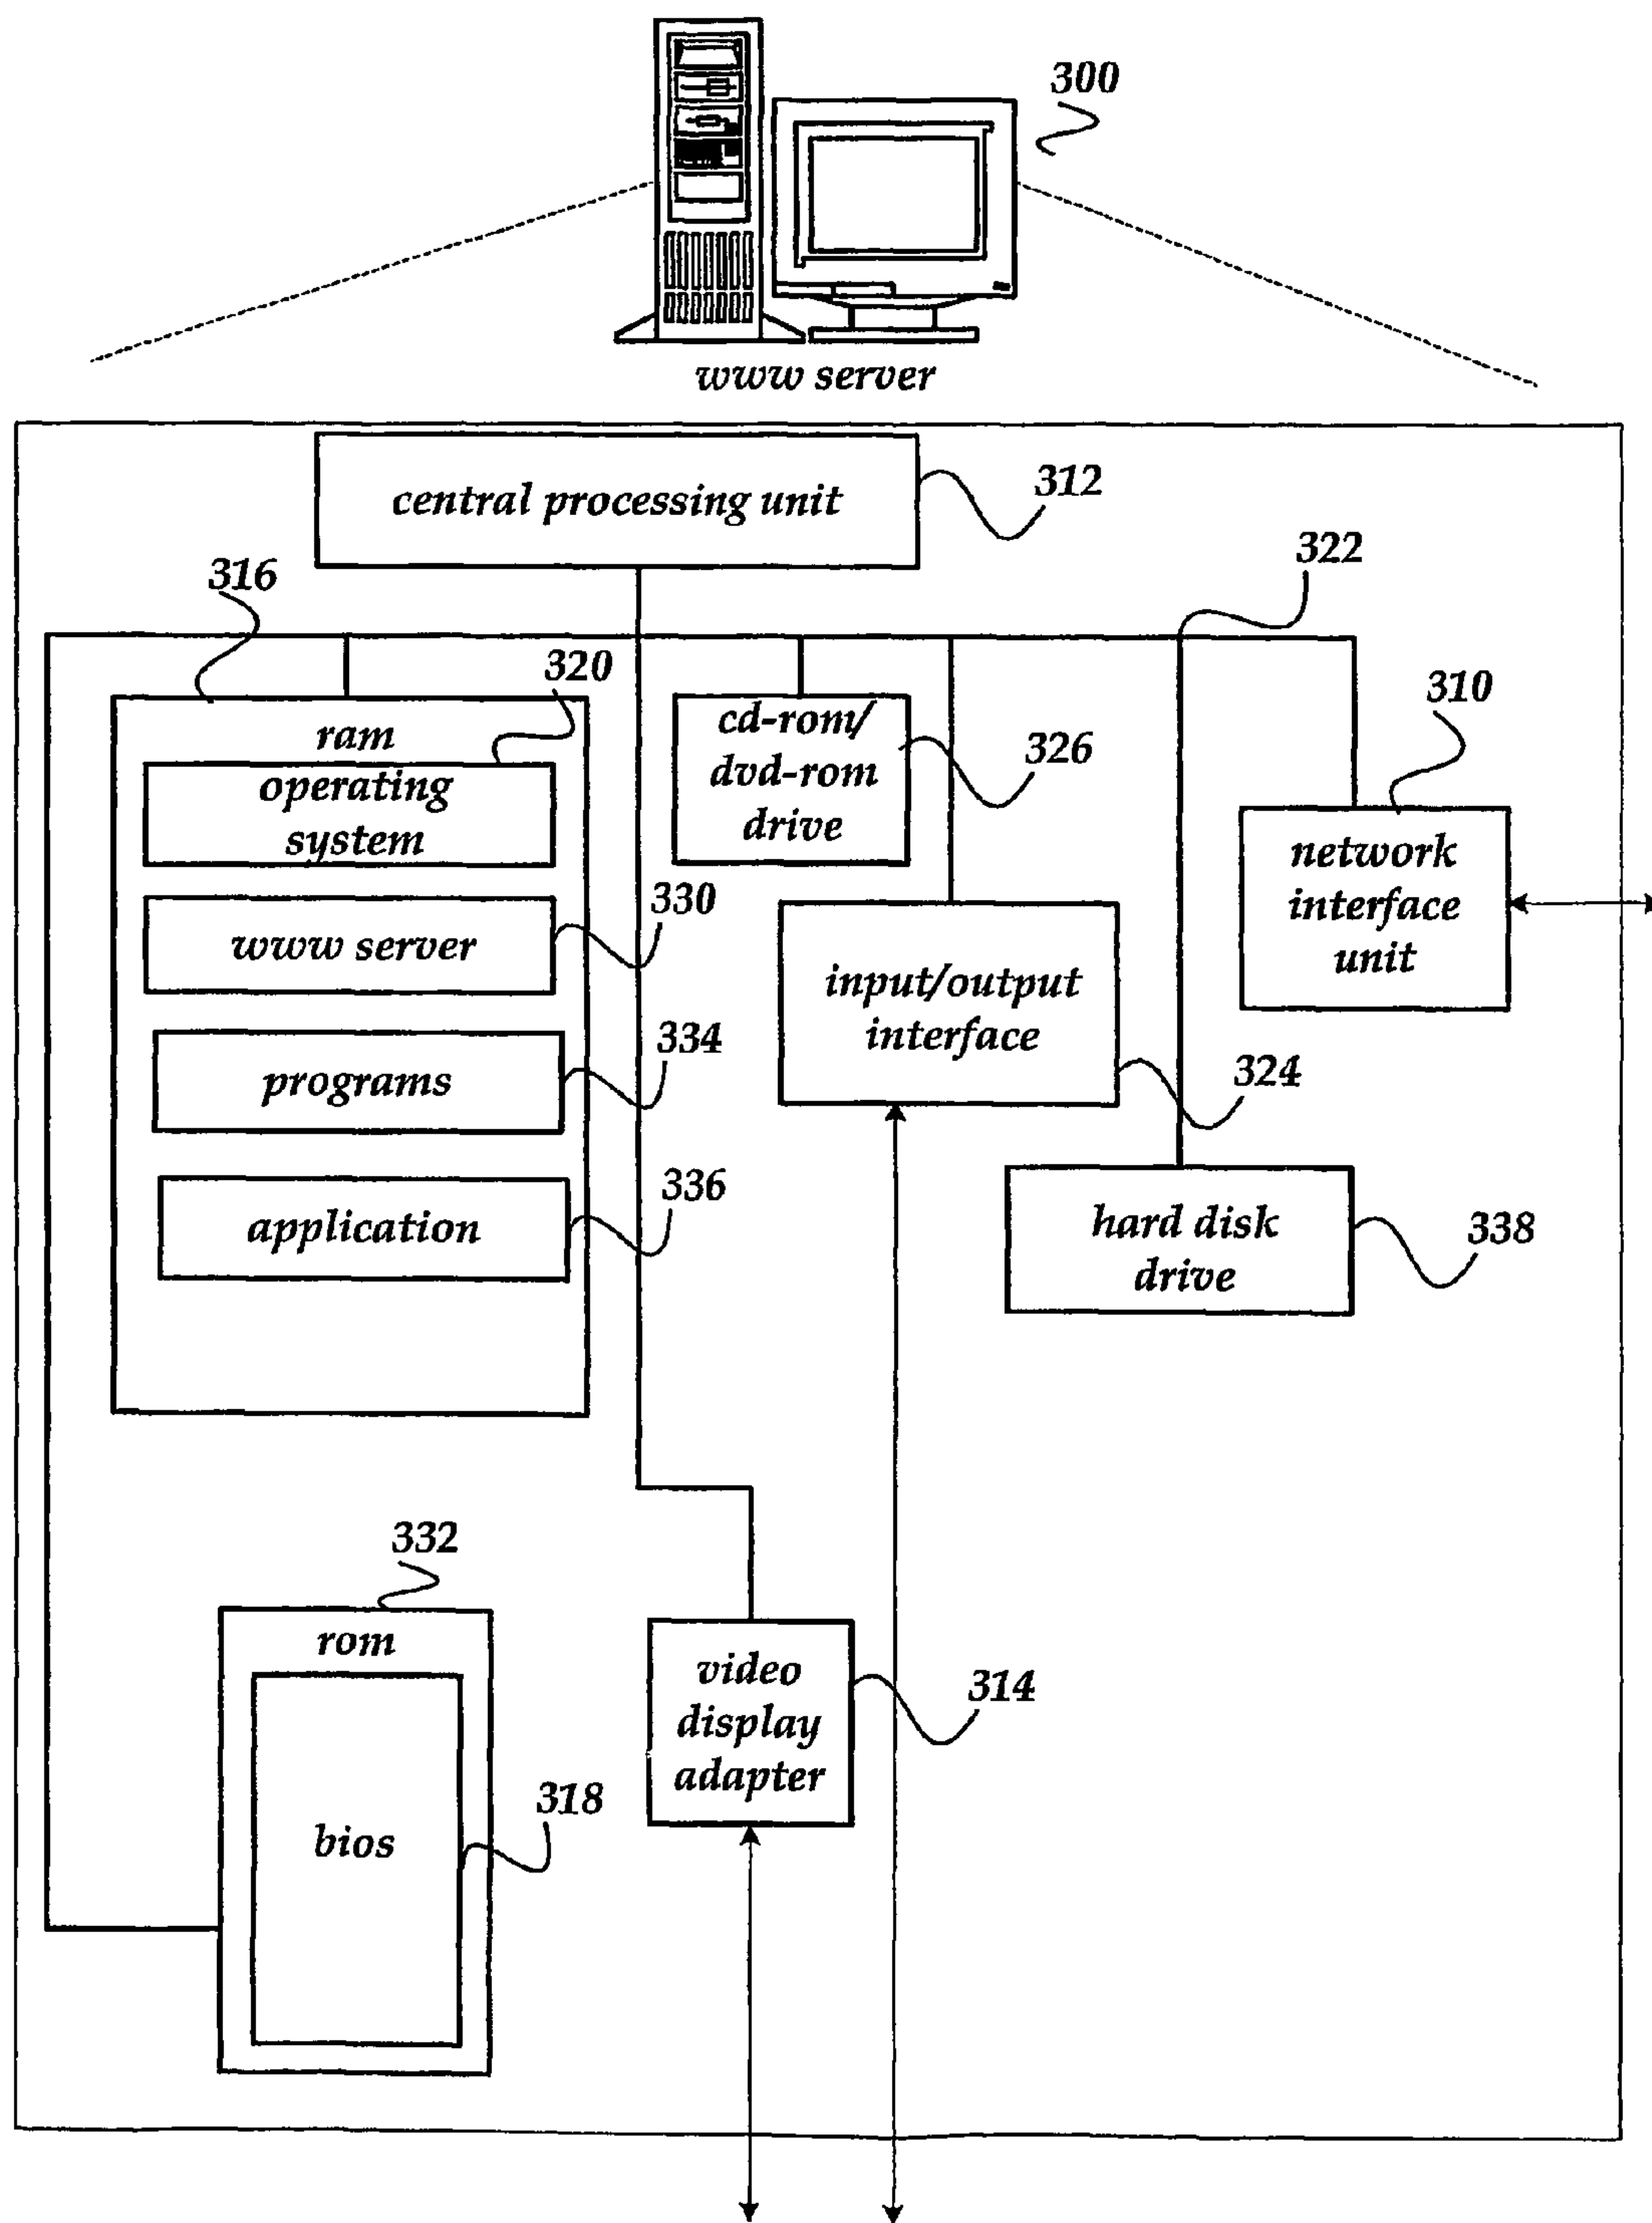 300
www server
central processing unit
312
322
316
320
310
ram
operating
system
cd-rom/
dvd-rom
drive
326
network
interface
unit
330
www server
input/output
interface
334
programs
324
336
application
hard disk
drive
338
332
rom
video
display
adapter
314
318
bios